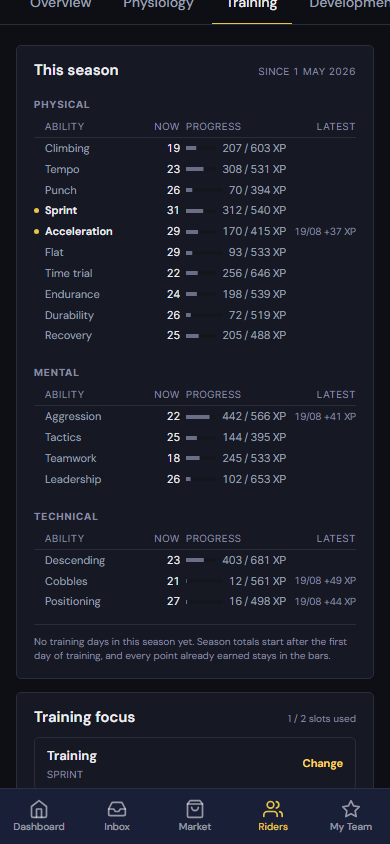 Overview Physiology Training Developmen
This season SINCE 1 MAY 2026
PHYSICAL
ABILITY NOW PROGRESS LATEST
Climbing 19 207 / 603 XP
Tempo 23 308 / 531 XP
Punch 26 70 / 394 XP
Sprint 31 312 / 540 XP
Acceleration 29 170 / 415 XP 19/08 +37 XP
Flat 29 93 / 533 XP
Time trial 22 256 / 646 XP
Endurance 24 198 / 539 XP
Durability 26 72 / 519 XP
Recovery 25 205 / 488 XP
MENTAL
ABILITY NOW PROGRESS LATEST
Aggression 22 442 / 566 XP 19/08 +41 XP
Tactics 25 144 / 395 XP
Teamwork 18 245 / 533 XP
Leadership 26 102 / 653 XP
TECHNICAL
ABILITY NOW PROGRESS LATEST
Descending 23 403 / 681 XP
Cobbles 21 12 / 561 XP 19/08 +49 XP
Positioning 27 16 / 498 XP 19/08 +44 XP
No training days in this season yet. Season totals start after the first
day of training, and every point already earned stays in the bars.
Training focus 1 / 2 slots used
Training
SPRINT
Change
Dashboard Inbox Market Riders My Team